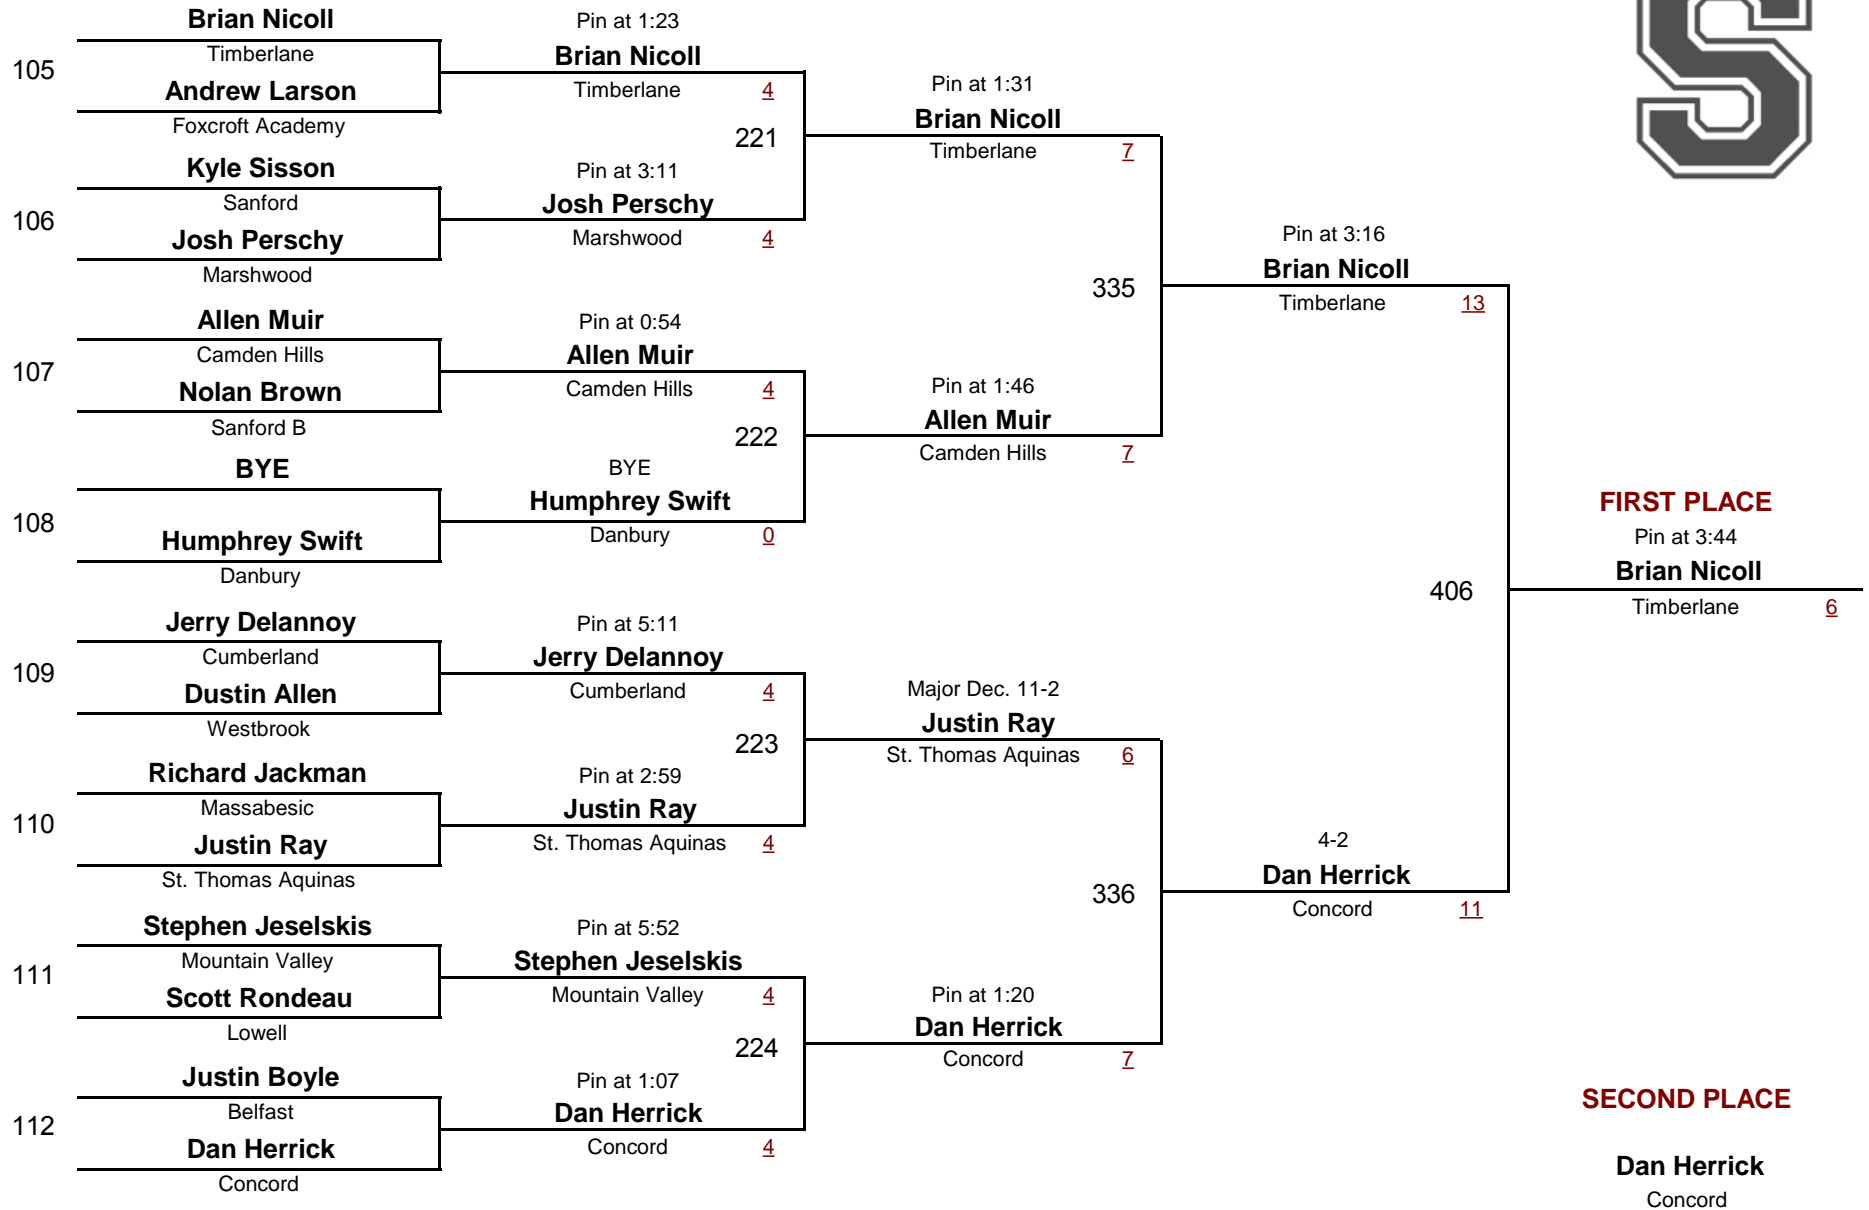 S
105
Brian Nicoll
Timberlane
Andrew Larson
Foxcroft Academy
106
Kyle Sisson
Sanford
Josh Perschy
Marshwood
107
Allen Muir
Camden Hills
Nolan Brown
Sanford B
108
BYE
Humphrey Swift
Danbury
109
Jerry Delannoy
Cumberland
Dustin Allen
Westbrook
110
Richard Jackman
Massabesic
Justin Ray
St. Thomas Aquinas
111
Stephen Jeselskis
Mountain Valley
Scott Rondeau
Lowell
112
Justin Boyle
Belfast
Dan Herrick
Concord
Pin at 1:23
Brian Nicoll
Timberlane 4
221
Pin at 3:11
Josh Perschy
Marshwood 4
Pin at 0:54
Allen Muir
Camden Hills 4
222
BYE
Humphrey Swift
Danbury 0
Pin at 5:11
Jerry Delannoy
Cumberland 4
223
Pin at 2:59
Justin Ray
St. Thomas Aquinas 4
Pin at 5:52
Stephen Jeselskis
Mountain Valley 4
224
Pin at 1:07
Dan Herrick
Concord 4
Pin at 1:31
Brian Nicoll
Timberlane 7
335
Pin at 1:46
Allen Muir
Camden Hills 7
Major Dec. 11-2
Justin Ray
St. Thomas Aquinas 6
336
Pin at 1:20
Dan Herrick
Concord 7
Pin at 3:16
Brian Nicoll
Timberlane 13
406
4-2
Dan Herrick
Concord 11
FIRST PLACE
Pin at 3:44
Brian Nicoll
Timberlane 6
SECOND PLACE
Dan Herrick
Concord